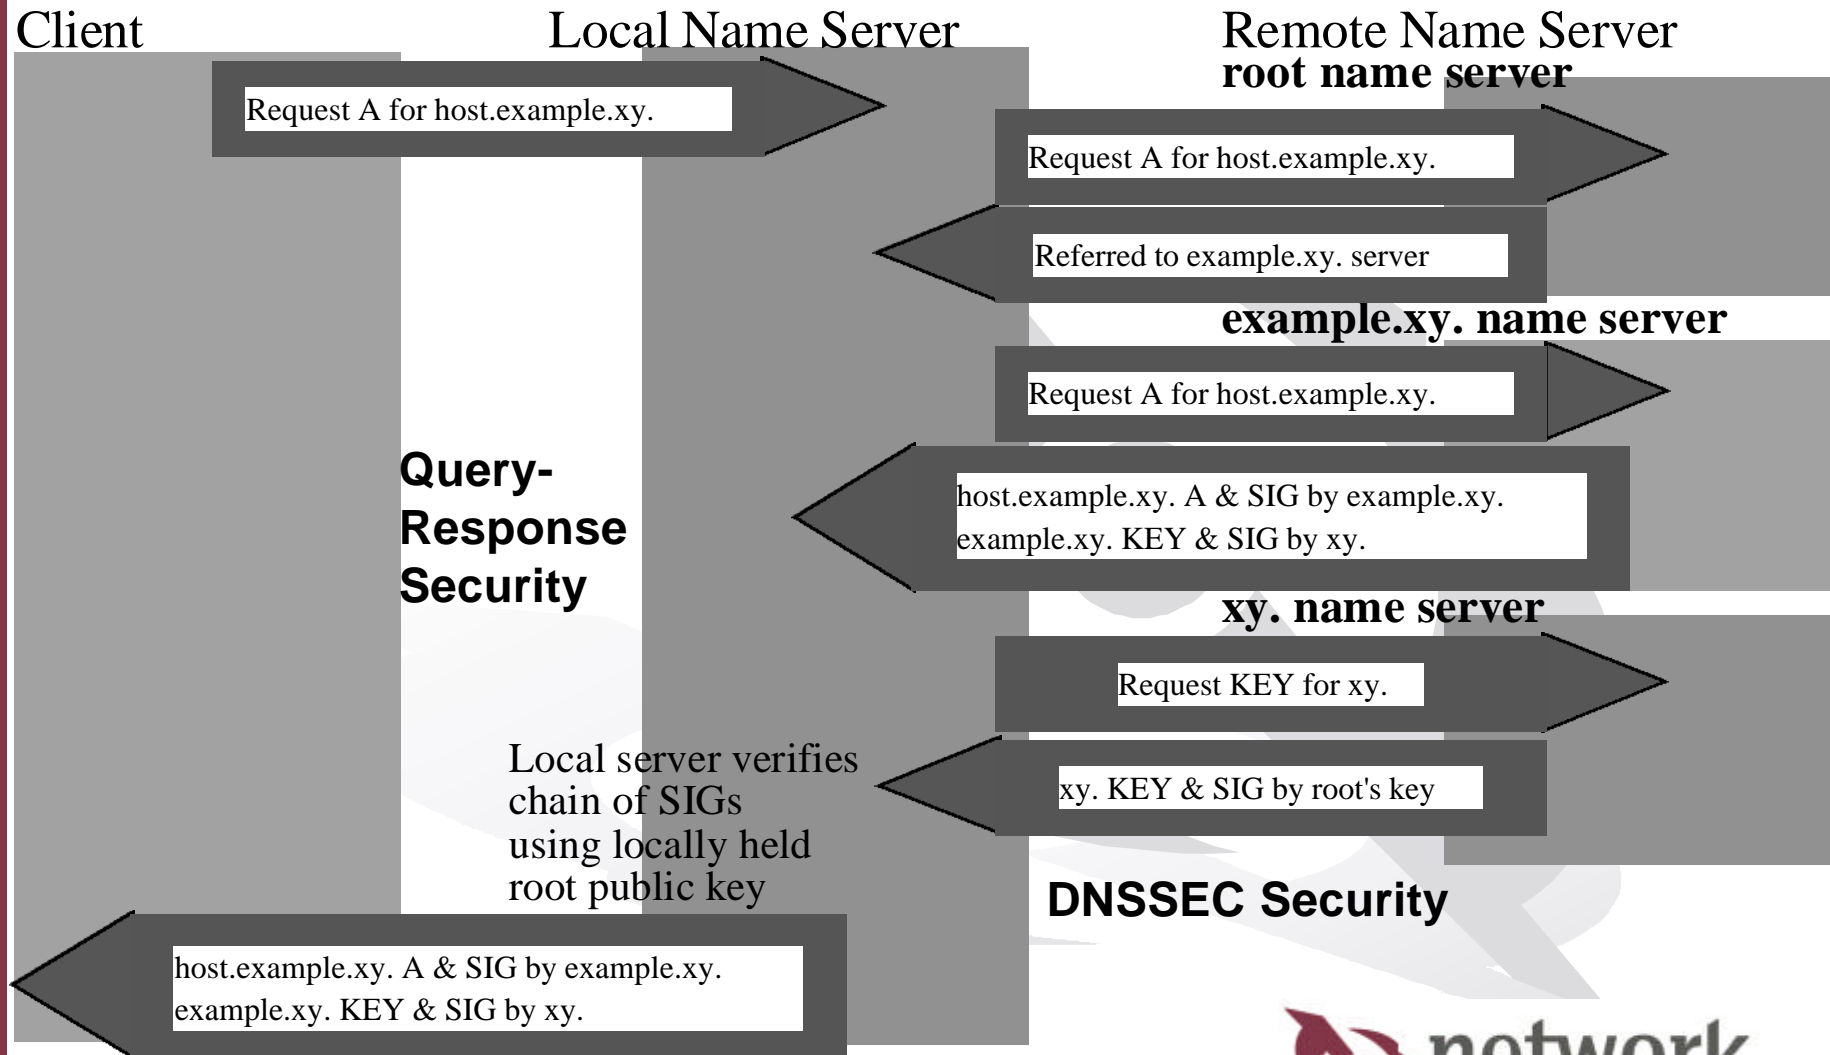 Client
Local Name Server
Remote Name Server
root name server
Request A for host.example.xy.
Request A for host.example.xy.
Referred to example.xy. server
example.xy. name server
Request A for host.example.xy.
Query-
Response
Security
host.example.xy. A & SIG by example.xy.
example.xy. KEY & SIG by xy.
xy. name server
Request KEY for xy.
xy. KEY & SIG by root's key
Local server verifies
chain of SIGs
using locally held
root public key
DNSSEC Security
host.example.xy. A & SIG by example.xy.
example.xy. KEY & SIG by xy.
network